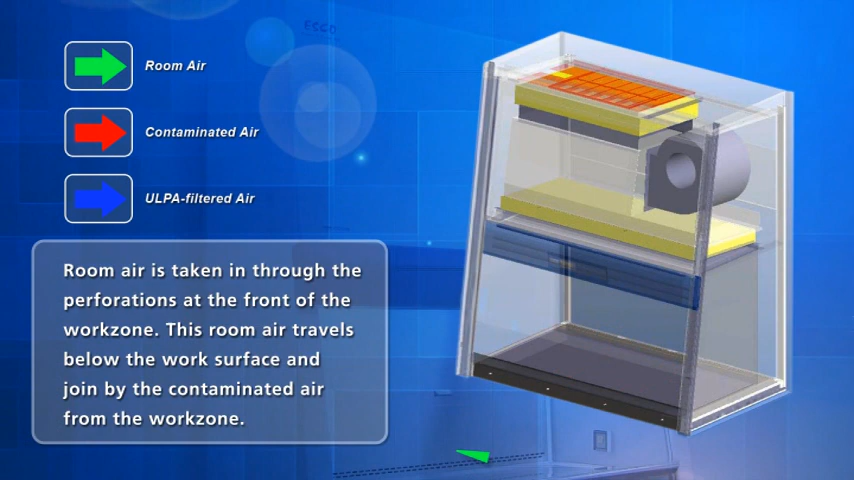 ESCO
Room Air
Contaminated Air
ULPA-filtered Air
Room air is taken in through the
perforations at the front of the
workzone. This room air travels
below the work surface and
join by the contaminated air
from the workzone.